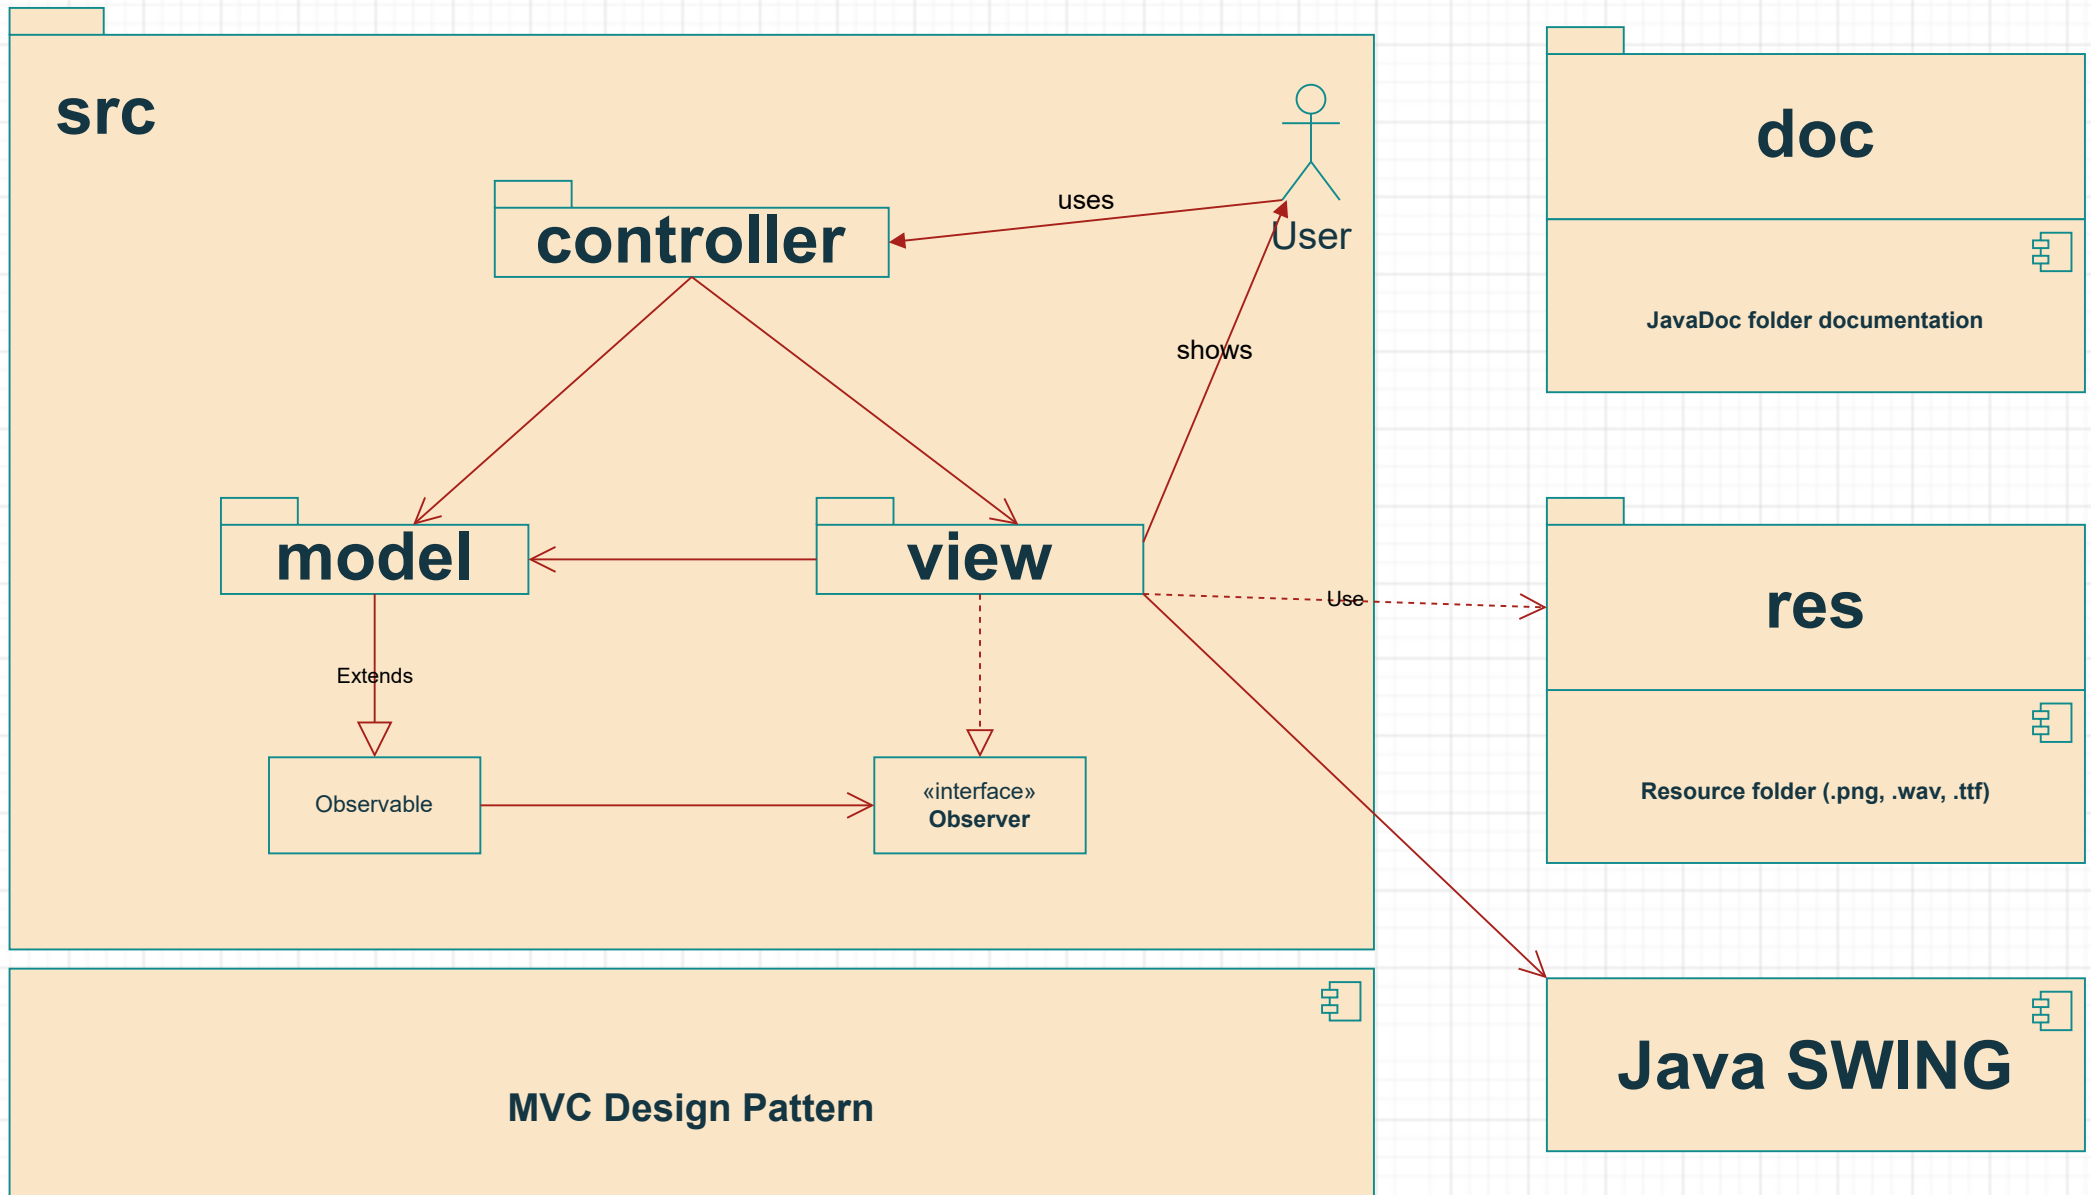 src
doc
uses
controller
User
JavaDoc folder documentation
shows
model
view
Use
res
Extends
Observable
«interface»
Observer
Resource folder (.png, .wav, .ttf)
Java SWING
MVC Design Pattern